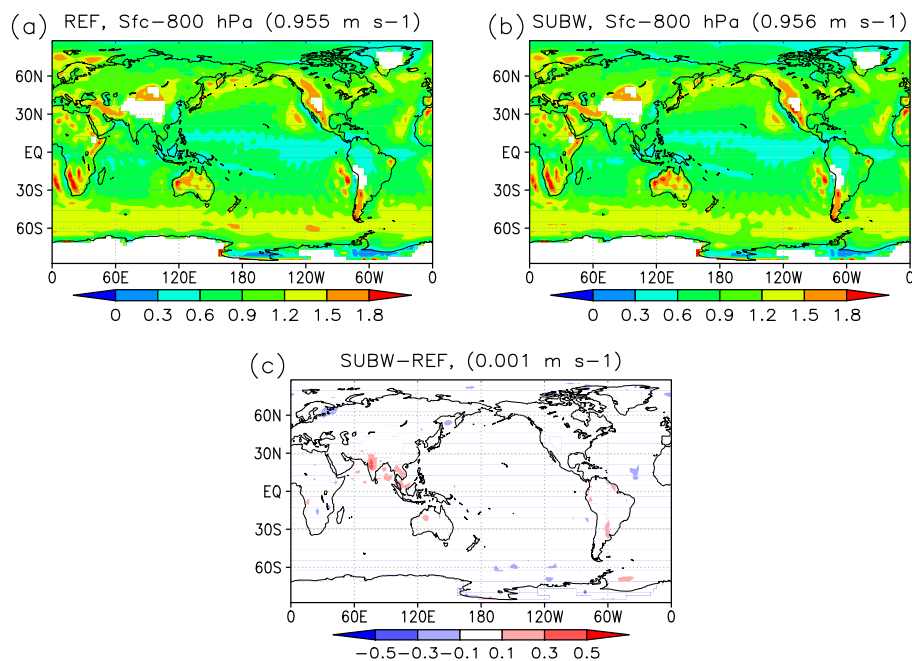 (a) REF, Sfc−800 hPa (0.955 m s−1)
60N
30N
EQ
30S
60S
0 60E 120E 180 120W 60W 0
0 0.3 0.6 0.9 1.2 1.5 1.8
(b) SUBW, Sfc−800 hPa (0.956 m s−1)
60N
30N
EQ
30S
60S
0 60E 120E 180 120W 60W 0
0 0.3 0.6 0.9 1.2 1.5 1.8
(c) SUBW−REF, (0.001 m s−1)
60N
30N
EQ
30S
60S
0 60E 120E 180 120W 60W 0
−0.5−0.3−0.1 0.1 0.3 0.5